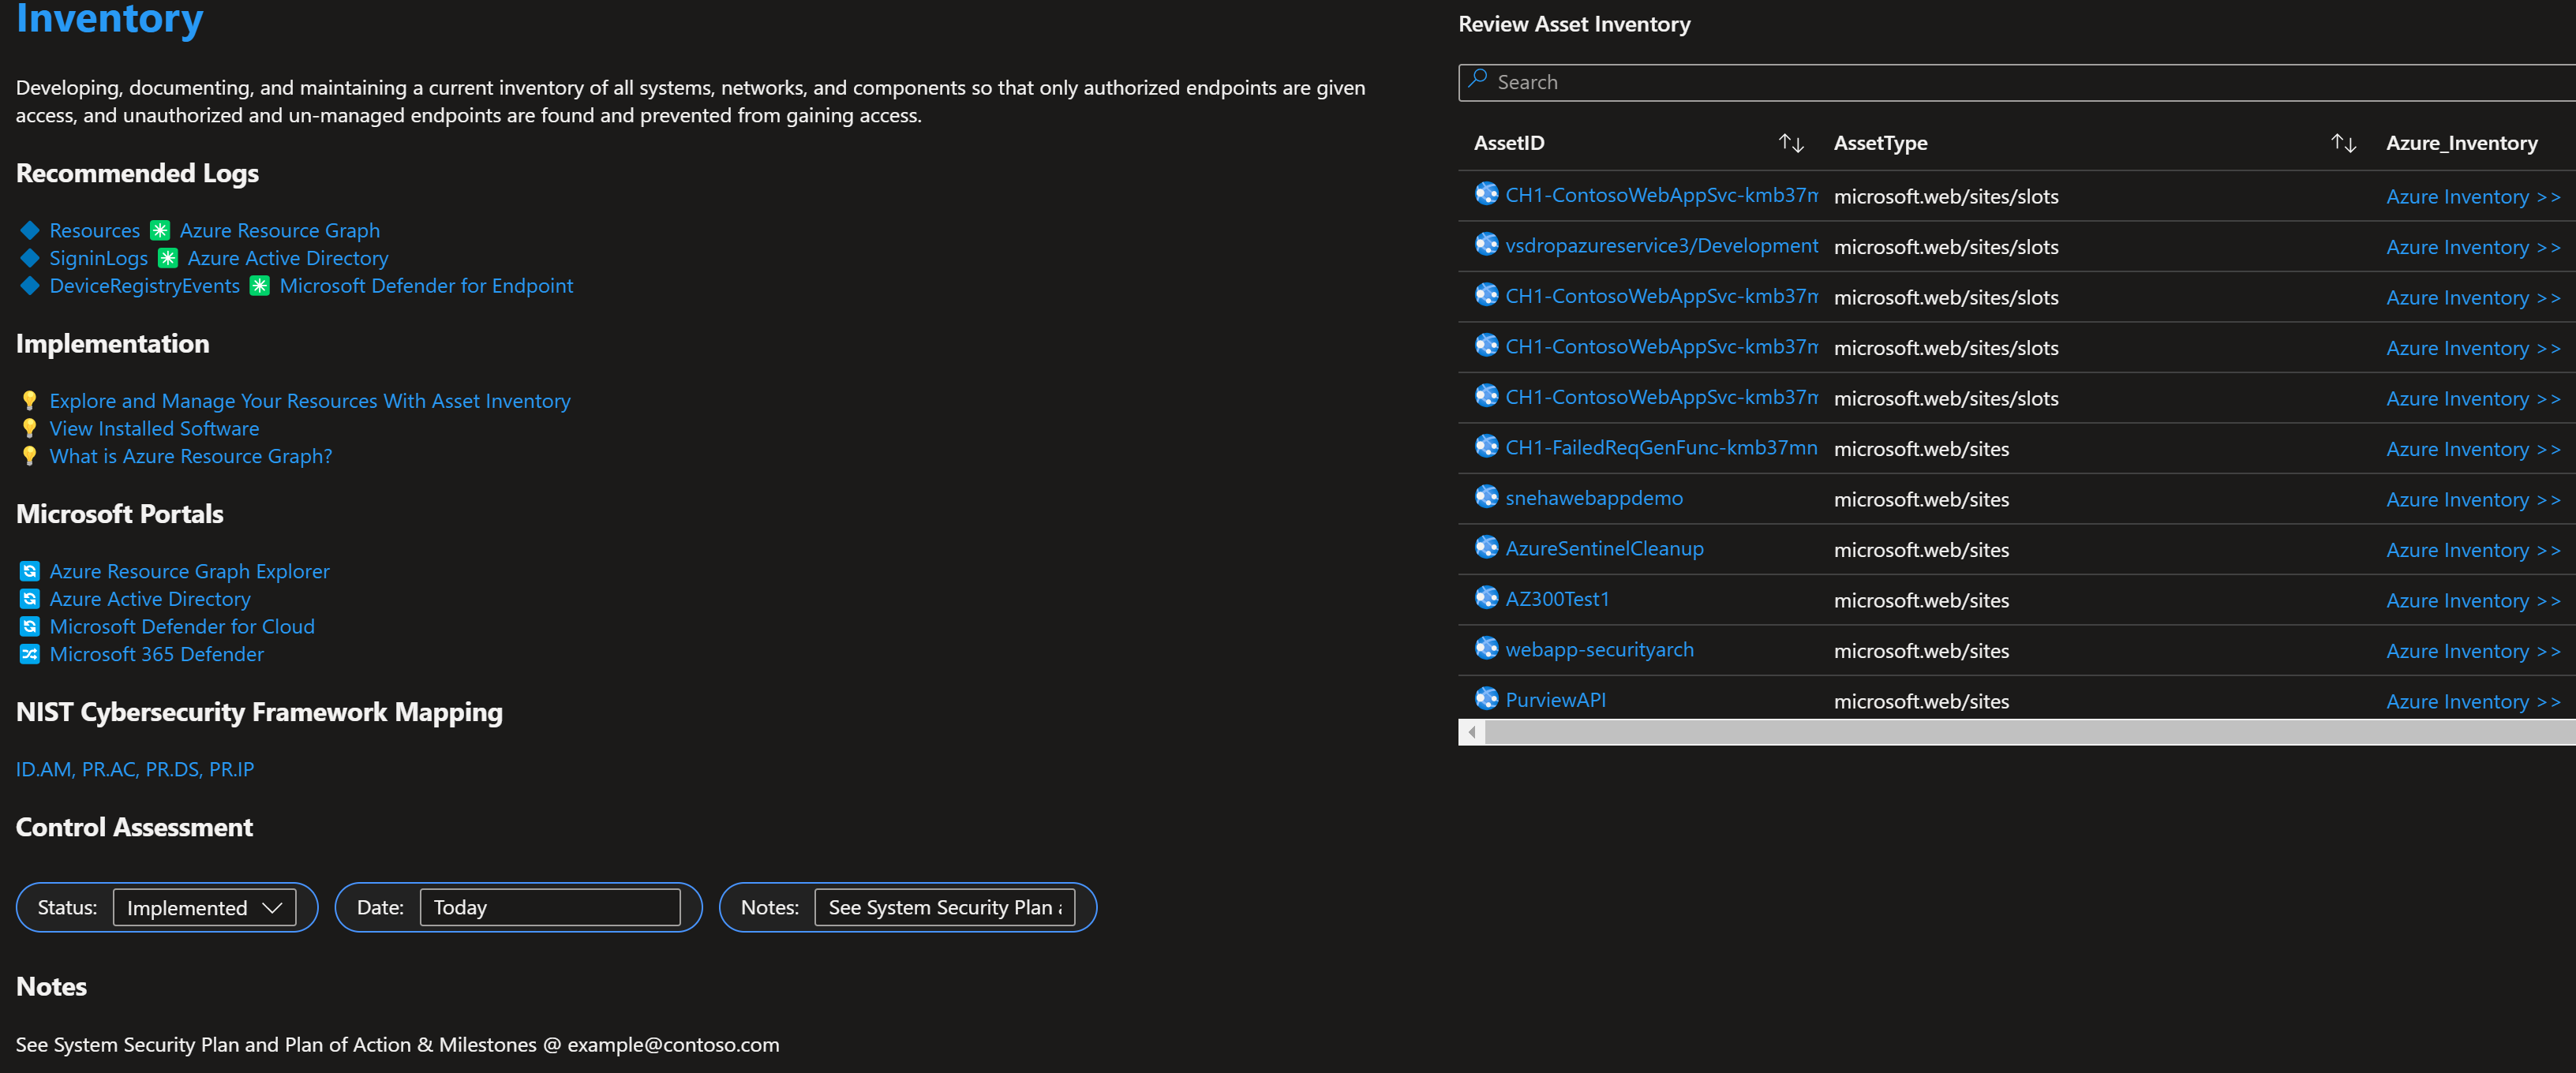 Inventory
Developing, documenting, and maintaining a current inventory of all systems, networks, and components so that only authorized endpoints are given
access, and unauthorized and un-managed endpoints are found and prevented from gaining access.
Recommended Logs
Resources Azure Resource Graph
SigninLogs Azure Active Directory
DeviceRegistryEvents Microsoft Defender for Endpoint
Implementation
Explore and Manage Your Resources With Asset Inventory
View Installed Software
What is Azure Resource Graph?
Microsoft Portals
Azure Resource Graph Explorer
Azure Active Directory
Microsoft Defender for Cloud
Microsoft 365 Defender
NIST Cybersecurity Framework Mapping
ID.AM, PR.AC, PR.DS, PR.IP
Control Assessment
Status: Implemented Date: Today Notes: See System Security Plan
Notes
See System Security Plan and Plan of Action & Milestones @ example@contoso.com
Review Asset Inventory
Search
AssetID AssetType Azure_Inventory
CH1-ContosoWebAppSvc-kmb37m microsoft.web/sites/slots Azure Inventory >>
vsdropazureservice3/Development microsoft.web/sites/slots Azure Inventory >>
CH1-ContosoWebAppSvc-kmb37m microsoft.web/sites/slots Azure Inventory >>
CH1-ContosoWebAppSvc-kmb37m microsoft.web/sites/slots Azure Inventory >>
CH1-ContosoWebAppSvc-kmb37m microsoft.web/sites/slots Azure Inventory >>
CH1-FailedReqGenFunc-kmb37mn microsoft.web/sites Azure Inventory >>
snehawebappdemo microsoft.web/sites Azure Inventory >>
AzureSentinelCleanup microsoft.web/sites Azure Inventory >>
AZ300Test1 microsoft.web/sites Azure Inventory >>
webapp-securityarch microsoft.web/sites Azure Inventory >>
PurviewAPI microsoft.web/sites Azure Inventory >>